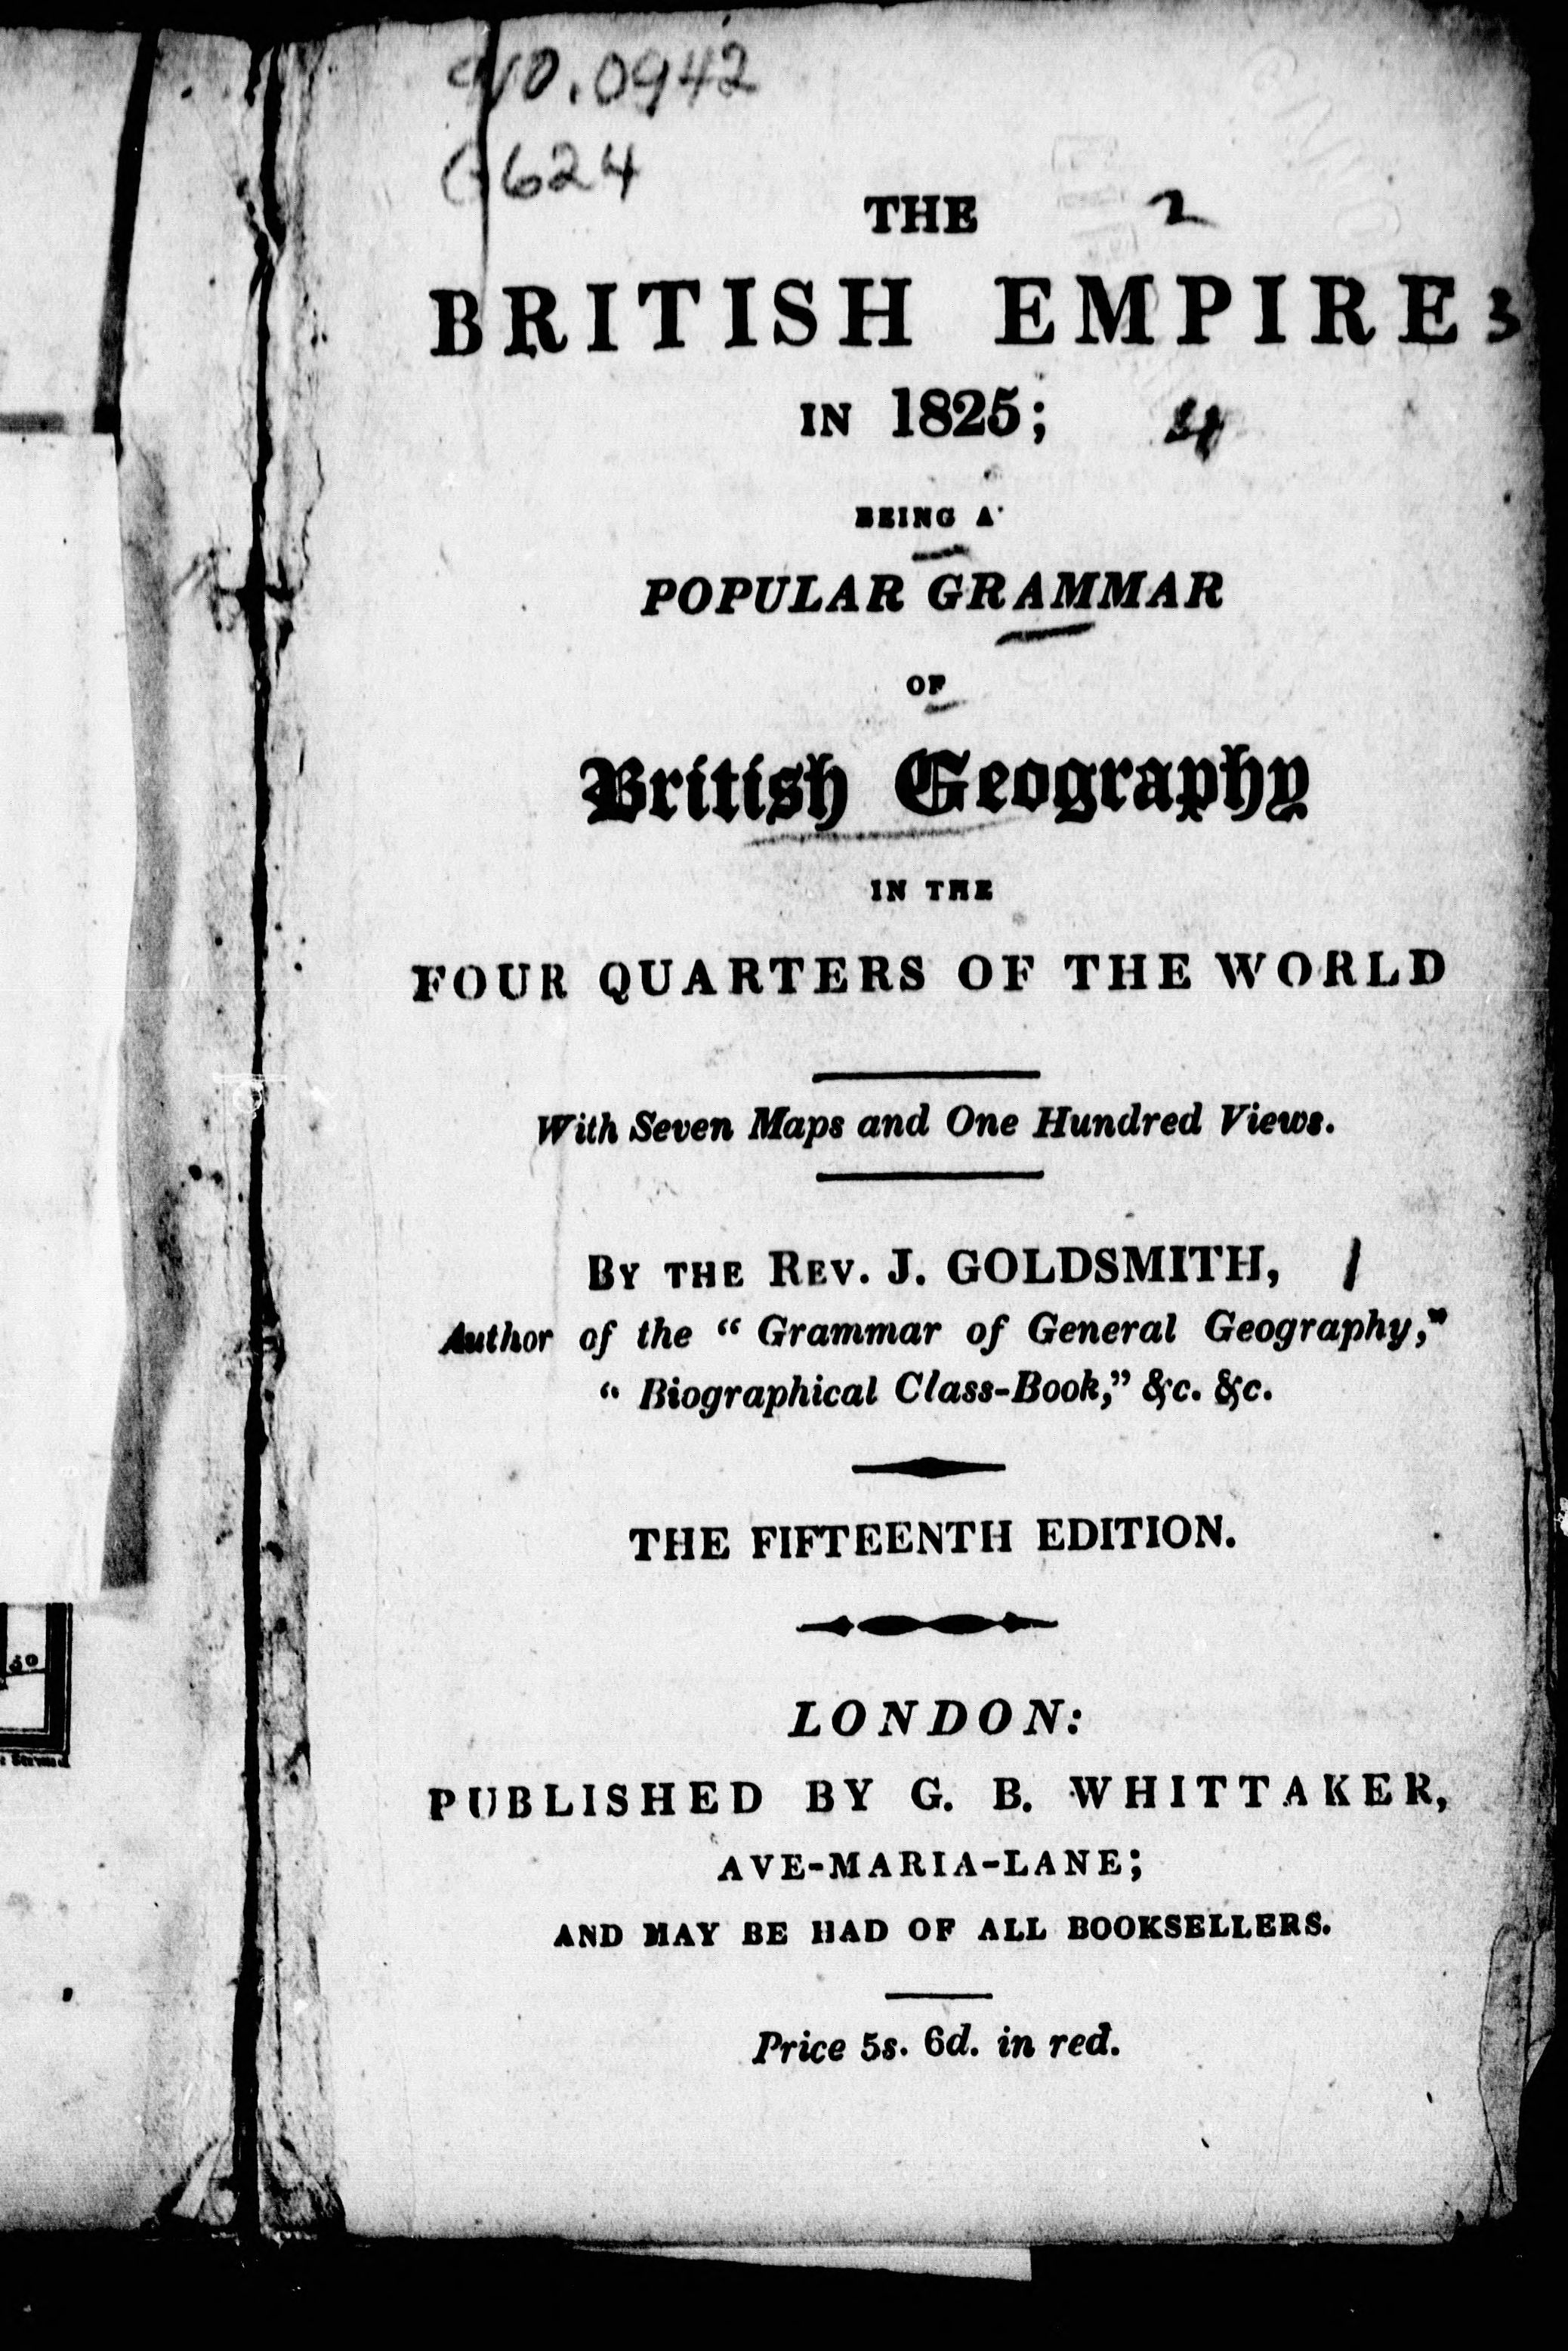 910.0942
G624
THE 2
BRITISH EMPIRE 3
IN 1825;
BEING A
POPULAR GRAMMAR
OF
British Geography
IN THE
FOUR QUARTERS OF THE WORLD
With Seven Maps and One Hundred Views.
BY THE REV. J. GOLDSMITH, 1
Author of the “ Grammar of General Geography,”
“ Biographical Class-Book,” &c. &c.
THE FIFTEENTH EDITION.
LONDON:
PUBLISHED BY G. B. WHITTAKER,
AVE-MARIA-LANE;
AND MAY BE HAD OF ALL BOOKSELLERS.
Price 5s. 6d. in red.